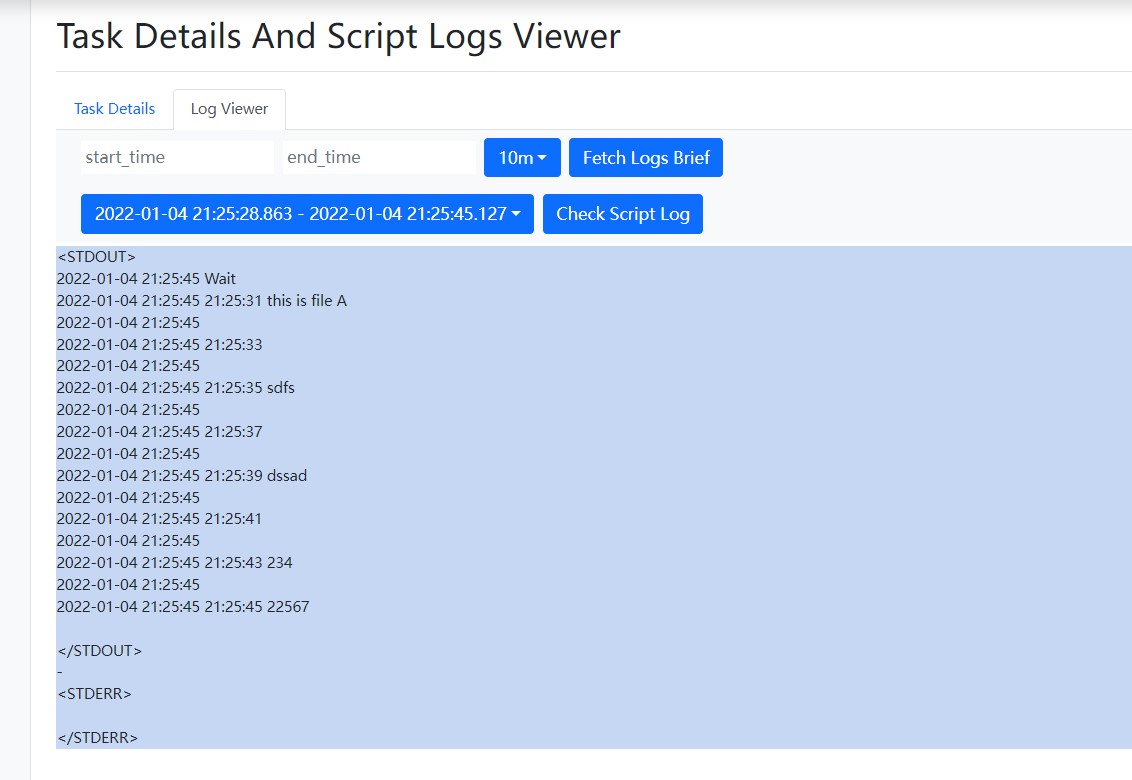 Task Details And Script Logs Viewer
Task Details Log Viewer
start_time end_time 10m Fetch Logs Brief
2022-01-04 21:25:28.863 - 2022-01-04 21:25:45.127 Check Script Log
<STDOUT>
2022-01-04 21:25:45 Wait
2022-01-04 21:25:45 21:25:31 this is file A
2022-01-04 21:25:45
2022-01-04 21:25:45 21:25:33
2022-01-04 21:25:45
2022-01-04 21:25:45 21:25:35 sdfs
2022-01-04 21:25:45
2022-01-04 21:25:45 21:25:37
2022-01-04 21:25:45
2022-01-04 21:25:45 21:25:39 dssad
2022-01-04 21:25:45
2022-01-04 21:25:45 21:25:41
2022-01-04 21:25:45
2022-01-04 21:25:45 21:25:43 234
2022-01-04 21:25:45
2022-01-04 21:25:45 21:25:45 22567
</STDOUT>
-
<STDERR>
</STDERR>